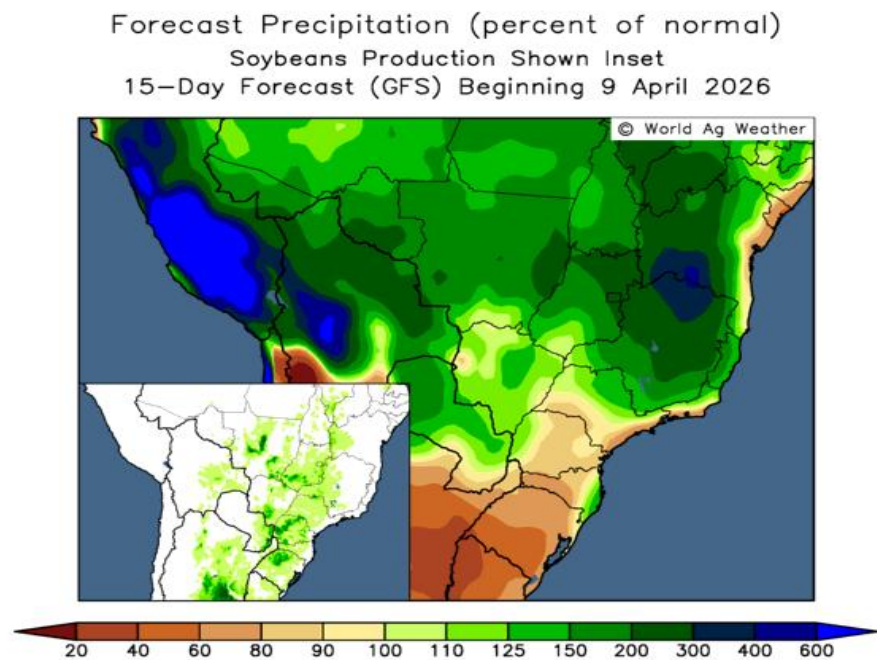 Forecast Precipitation (percent of normal)
Soybeans Production Shown Inset
15-Day Forecast (GFS) Beginning 9 April 2026
© World Ag Weather
20 40 60 80 90 100 110 125 150 200 300 400 600